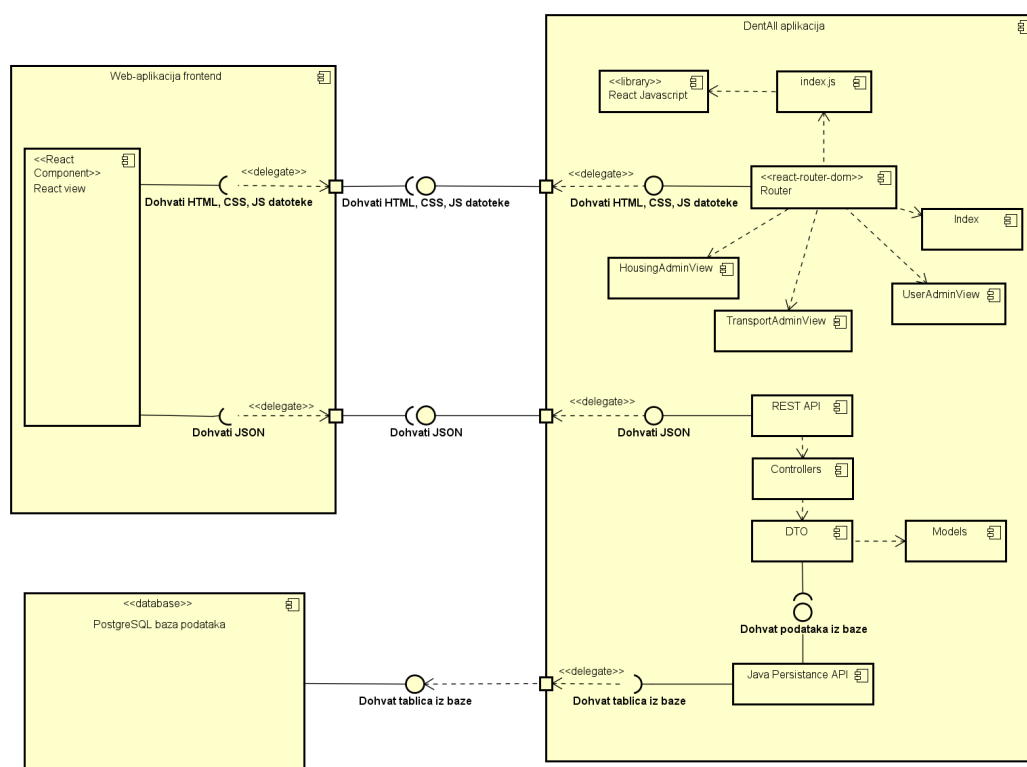 DentAll aplikacija
Web-aplikacija frontend
<<library>>
React Javascript
index.js
<<React
Component>>
React view
<<delegate>>
Dohvati HTML, CSS, JS datoteke
Dohvati HTML, CSS, JS datoteke
<<delegate>>
Dohvati HTML, CSS, JS datoteke
<<react-router-dom>>
Router
Index
HousingAdminView
UserAdminView
TransportAdminView
<<delegate>>
Dohvati JSON
Dohvati JSON
<<delegate>>
Dohvati JSON
REST API
Controllers
DTO
Models
Dohvat podataka iz baze
<<database>>
PostgreSQL baza podataka
Dohvat tablica iz baze
<<delegate>>
Dohvat tablica iz baze
Java Persistance API